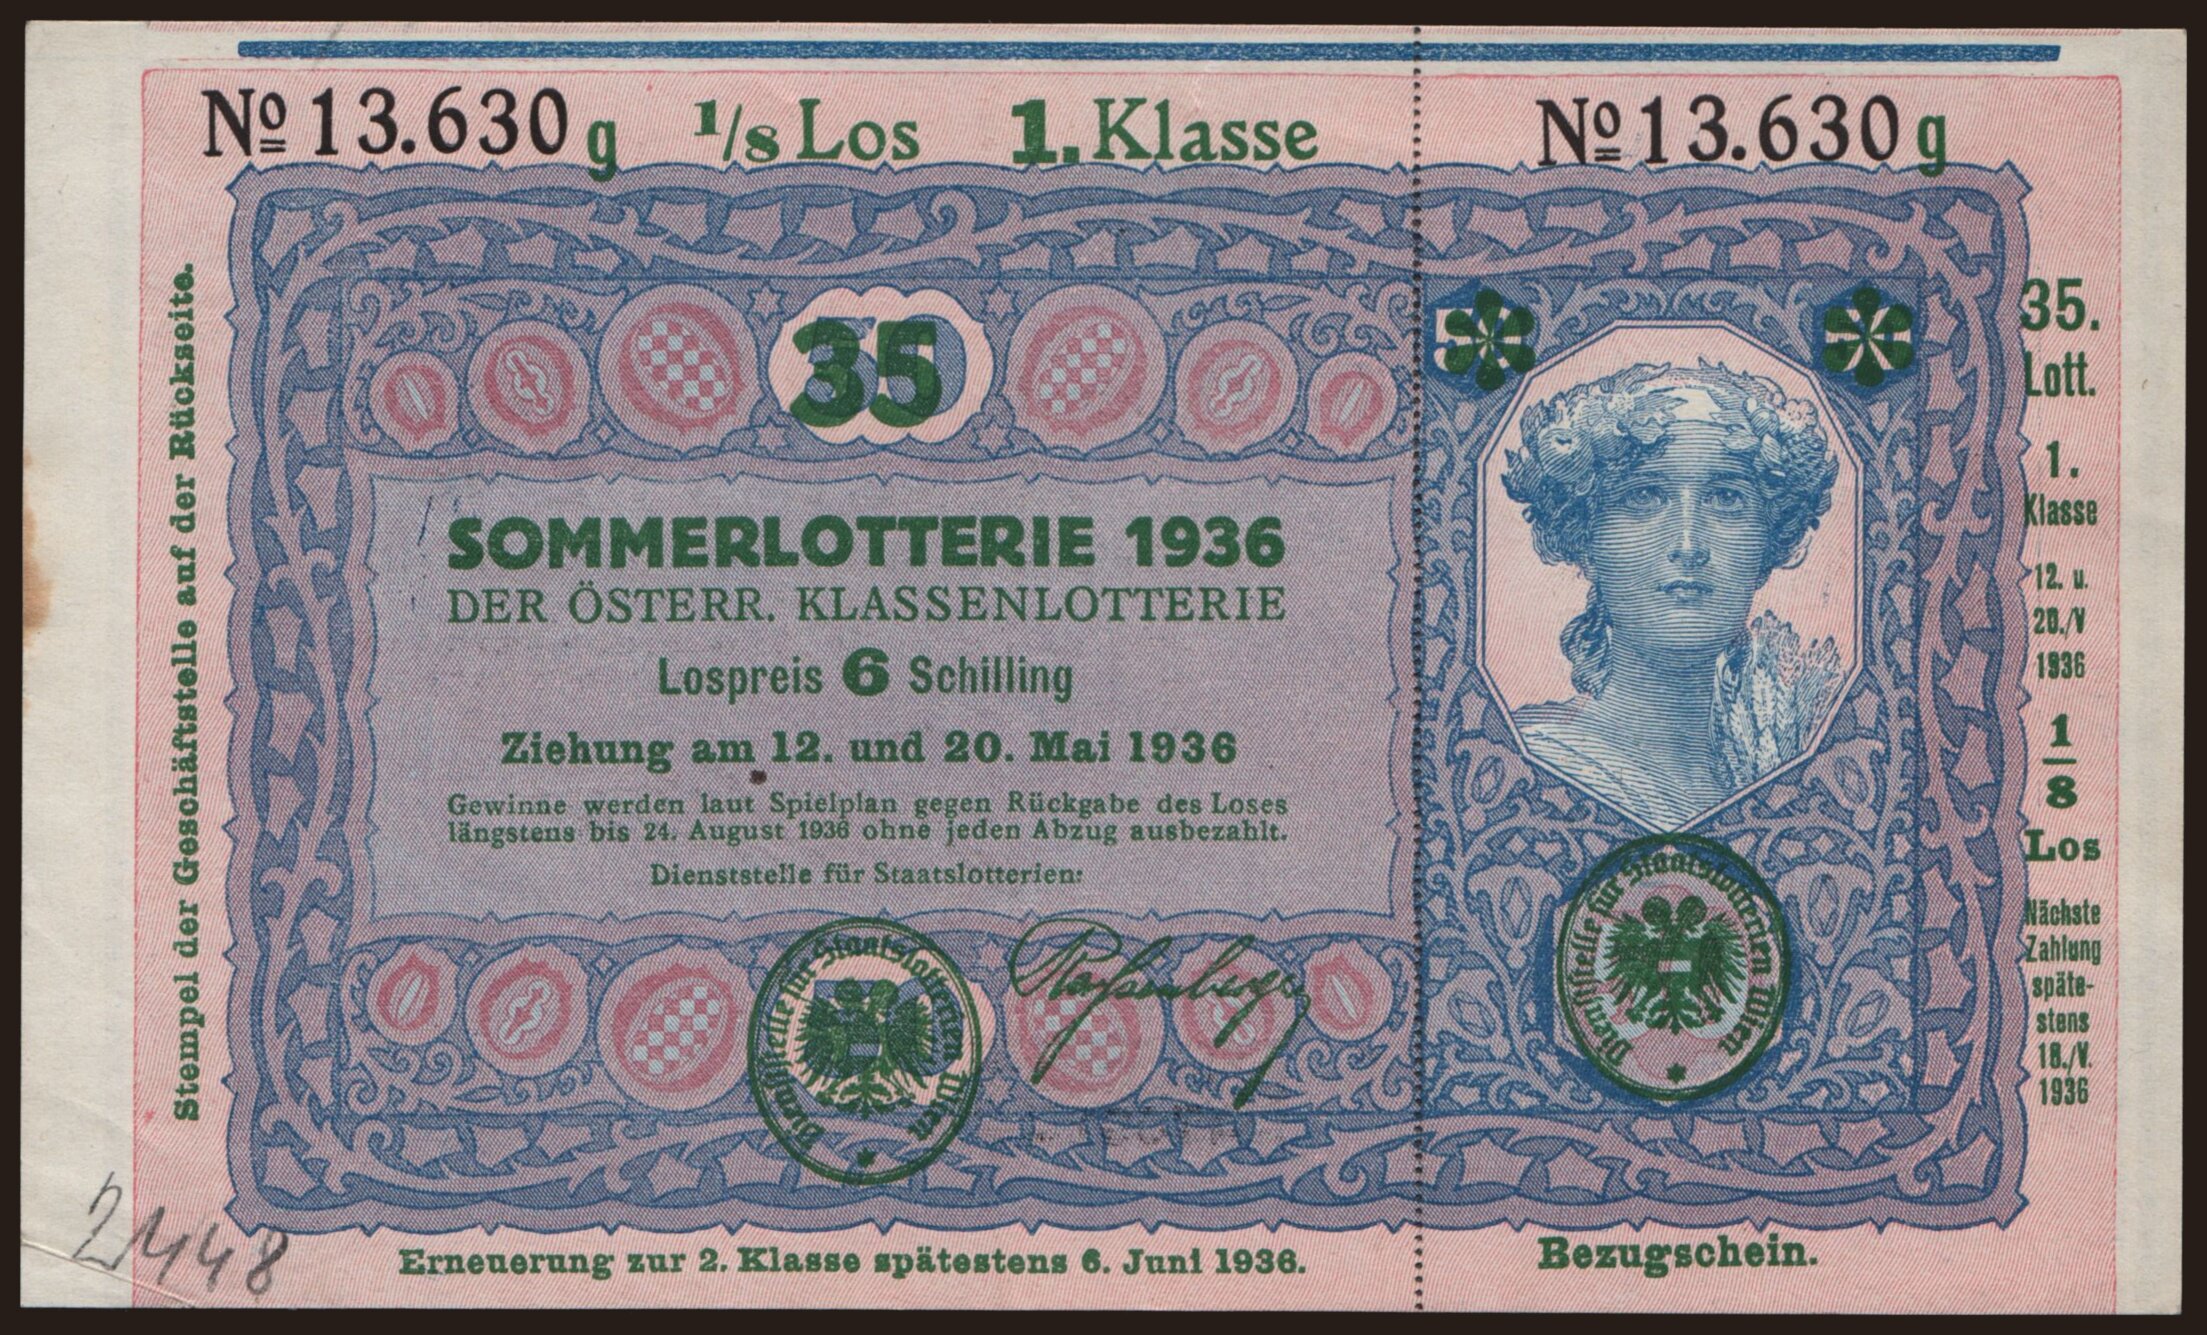 № 13.630 g 1/8 Los 1. Klasse
№ 13.630 g
Stempel der Geschäftstelle auf der Rückseite.
35
SOMMERLOTTERIE 1936
DER ÖSTERR. KLASSENLOTTERIE
Lospreis 6 Schilling
Ziehung am 12. und 20. Mai 1936
Gewinne werden laut Spielplan gegen Rückgabe des Loses
längstens bis 24. August 1936 ohne jeden Abzug ausbezahlt.
Dienststelle für Staatslotterien:
Dienststelle für Staatslotterien Wien
Erneuerung zur 2. Klasse spätestens 6. Juni 1936.
Dienststelle für Staatslotterien Wien
Bezugschein.
35.
Lott.
1.
Klasse
12. u.
20./V
1936
1/8
Los
Nächste
Zahlung
späte-
stens
18./V.
1936
2448